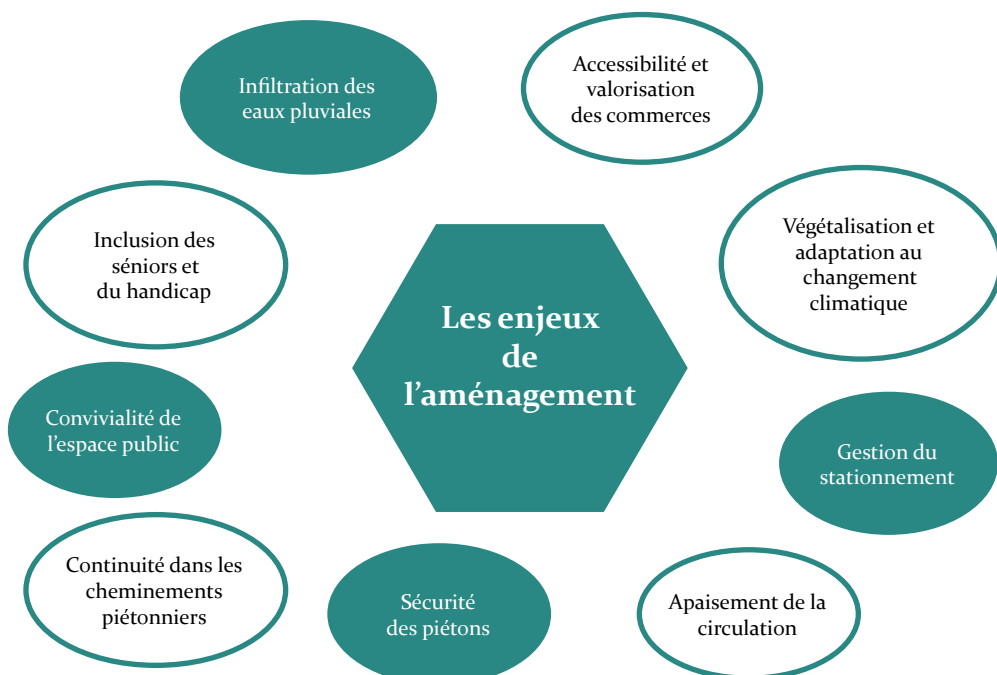 Infiltration des
eaux pluviales
Accessibilité et
valorisation
des commerces
Inclusion des
séniors et
du handicap
Végétalisation et
adaptation au
changement
climatique
Les enjeux
de
l'aménagement
Convivialité de
l'espace public
Gestion du
stationnement
Continuité dans les
cheminements
piétonniers
Sécurité
des piétons
Apaisement de la
circulation